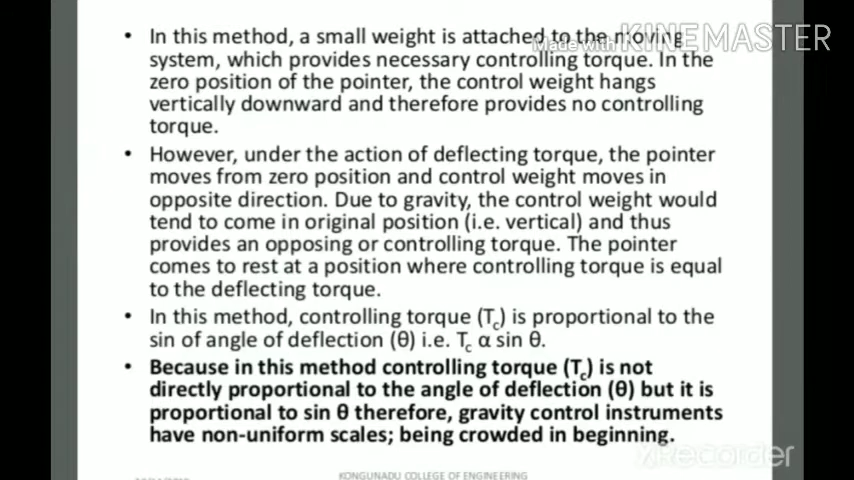 • In this method, a small weight is attached to the moving
Made with KINEMASTER
system, which provides necessary controlling torque. In the
zero position of the pointer, the control weight hangs
vertically downward and therefore provides no controlling
torque.
• However, under the action of deflecting torque, the pointer
moves from zero position and control weight moves in
opposite direction. Due to gravity, the control weight would
tend to come in original position (i.e. vertical) and thus
provides an opposing or controlling torque. The pointer
comes to rest at a position where controlling torque is equal
to the deflecting torque.
• In this method, controlling torque (Tc) is proportional to the
sin of angle of deflection (θ) i.e. Tc α sin θ.
• Because in this method controlling torque (Tc) is not
directly proportional to the angle of deflection (θ) but it is
proportional to sin θ therefore, gravity control instruments
have non-uniform scales; being crowded in beginning.
XRecorder
KONGUNADU COLLEGE OF ENGINEERING